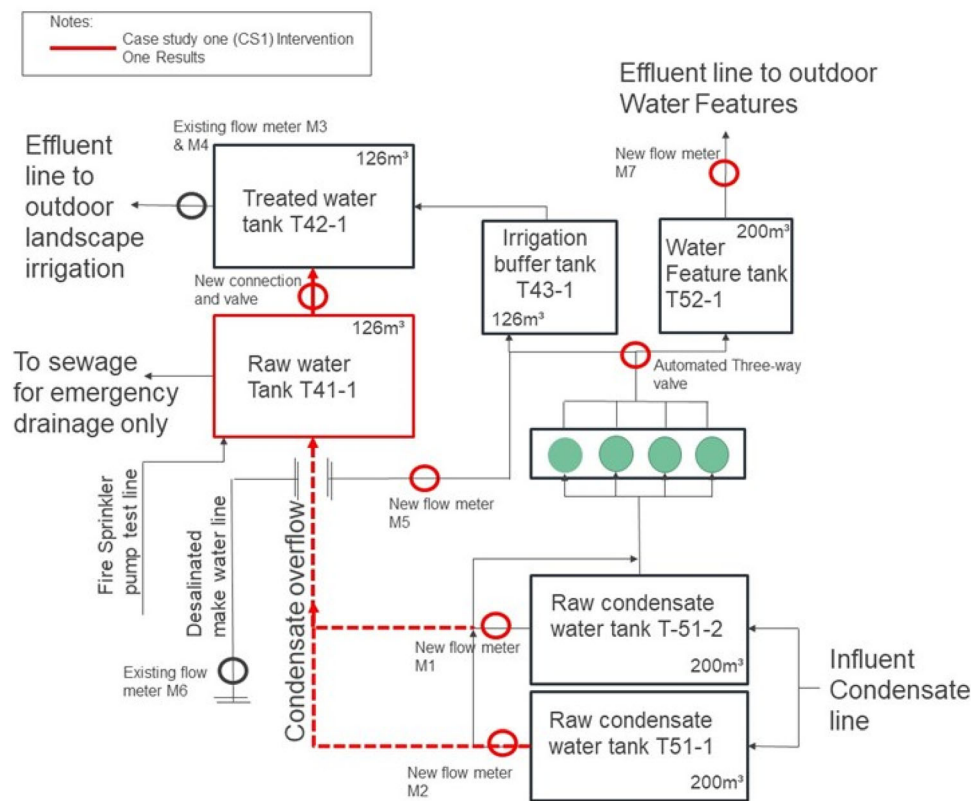 Notes:
Case study one (CS1) Intervention
One Results
Effluent line to outdoor
Water Features
Existing flow meter M3
& M4
New flow meter
M7
Effluent
line to
outdoor
landscape
irrigation
126m³
Treated water
tank T42-1
Irrigation
buffer tank
T43-1
126m³
200m³
Water
Feature tank
T52-1
New connection
and valve
126m³
Raw water
Tank T41-1
To sewage
for emergency
drainage only
Automated Three-way
valve
Fire Sprinkler
pump test line
Desalinated
make water line
Condensate overflow
New flow meter
M5
Raw condensate
water tank T-51-2
200m³
New flow meter
M1
Existing flow
meter M6
Influent
Condensate
line
Raw condensate
water tank T51-1
200m³
New flow meter
M2